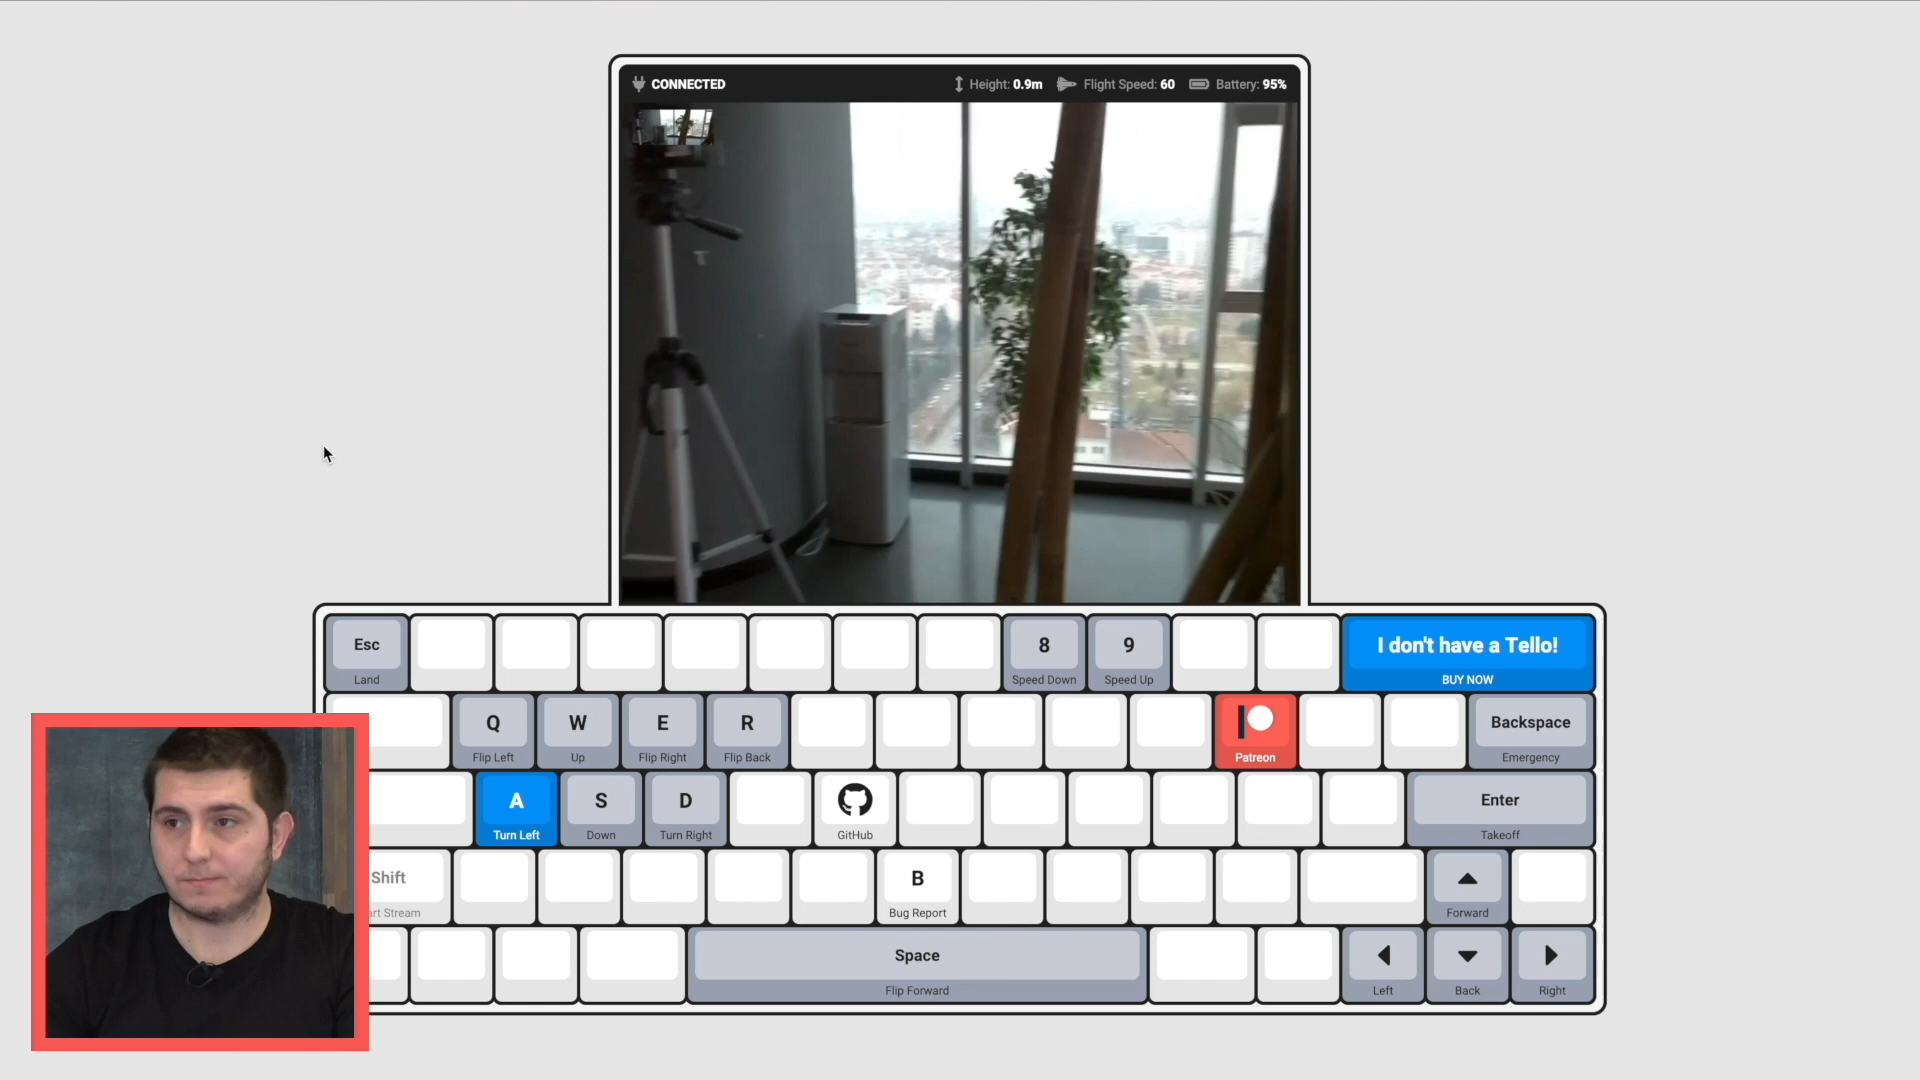 CONNECTED
Height: 0.9m Flight Speed: 60 Battery: 95%
Esc
Land
8
Speed Down
9
Speed Up
I don't have a Tello!
BUY NOW
Q
Flip Left
W
Up
E
Flip Right
R
Flip Back
Patreon
Backspace
Emergency
A
Turn Left
S
Down
D
Turn Right
GitHub
Enter
Takeoff
Shift
art Stream
B
Bug Report
Forward
Space
Flip Forward
Left
Back
Right